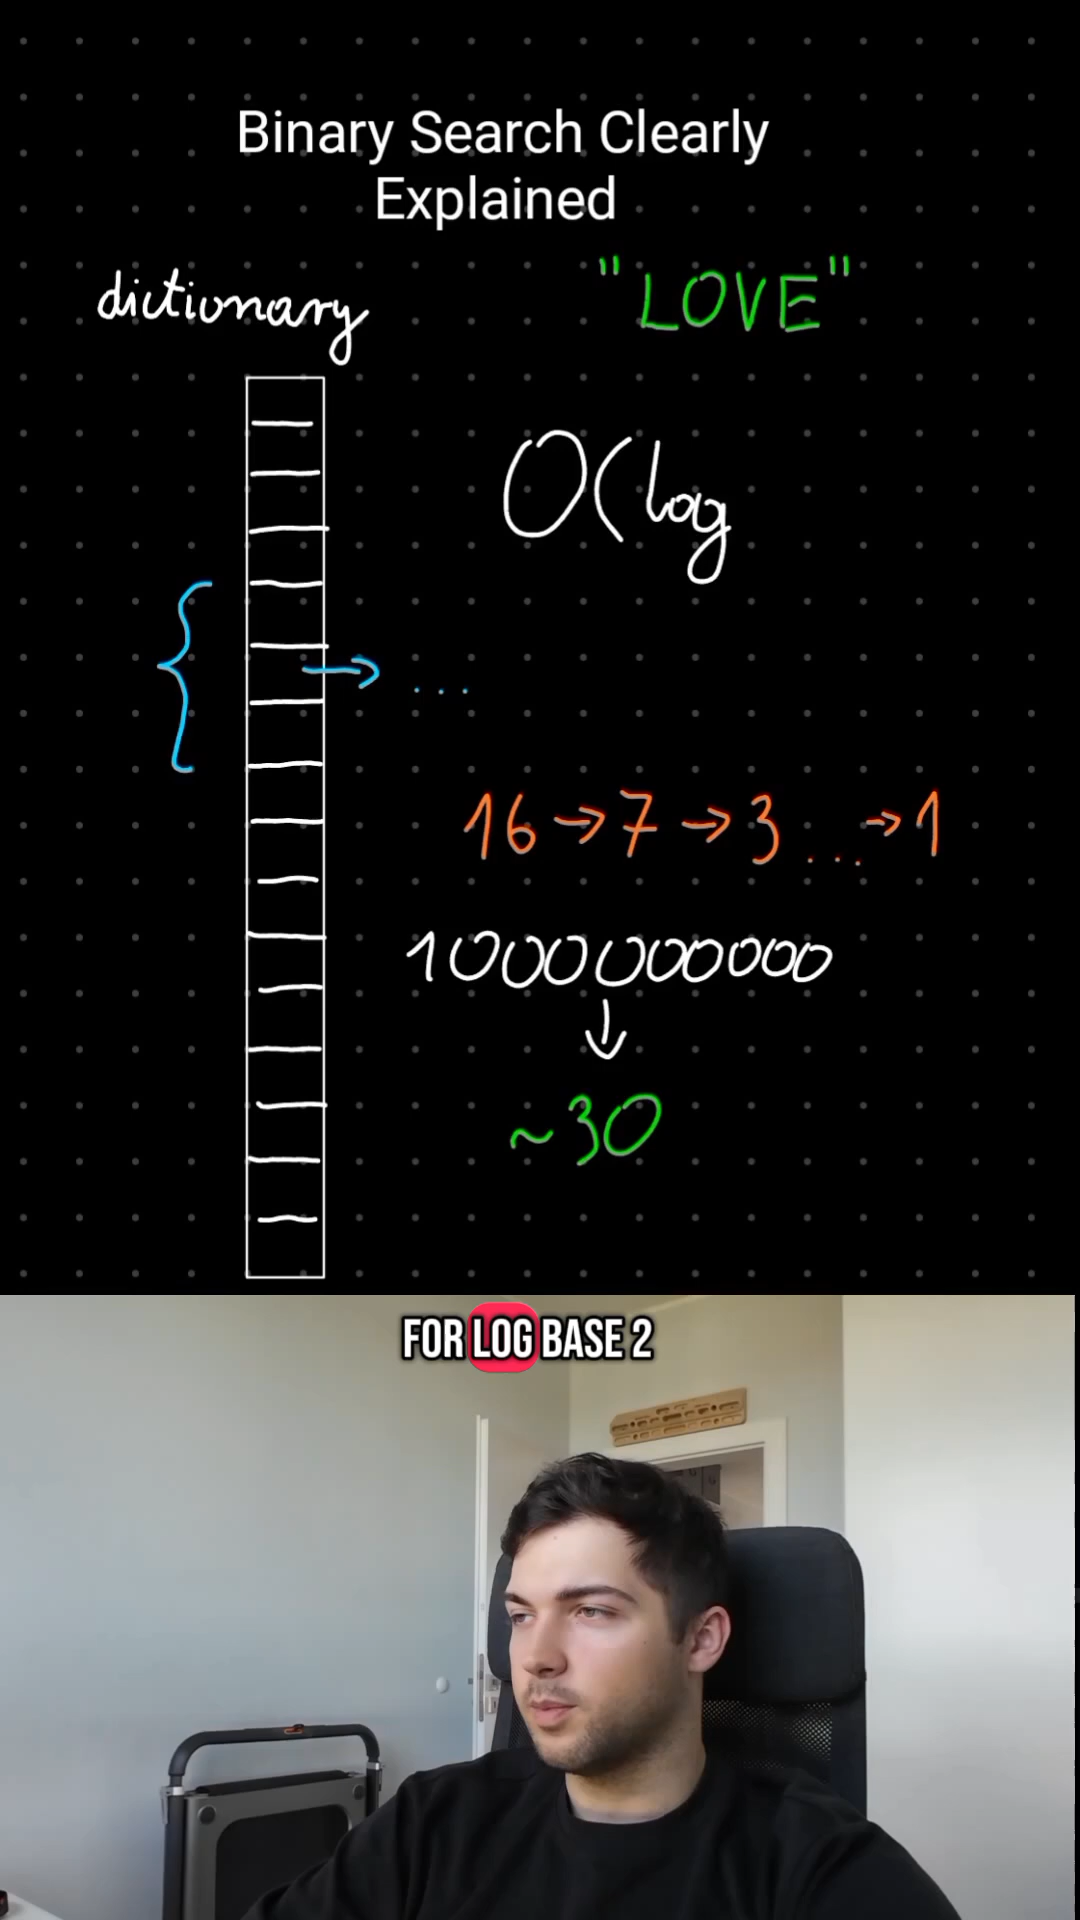 Binary Search Clearly
Explained
dictionary
"LOVE"
O(log
...
16 → 7 → 3 ... → 1
1000000000
↓
~30
FOR LOG BASE 2